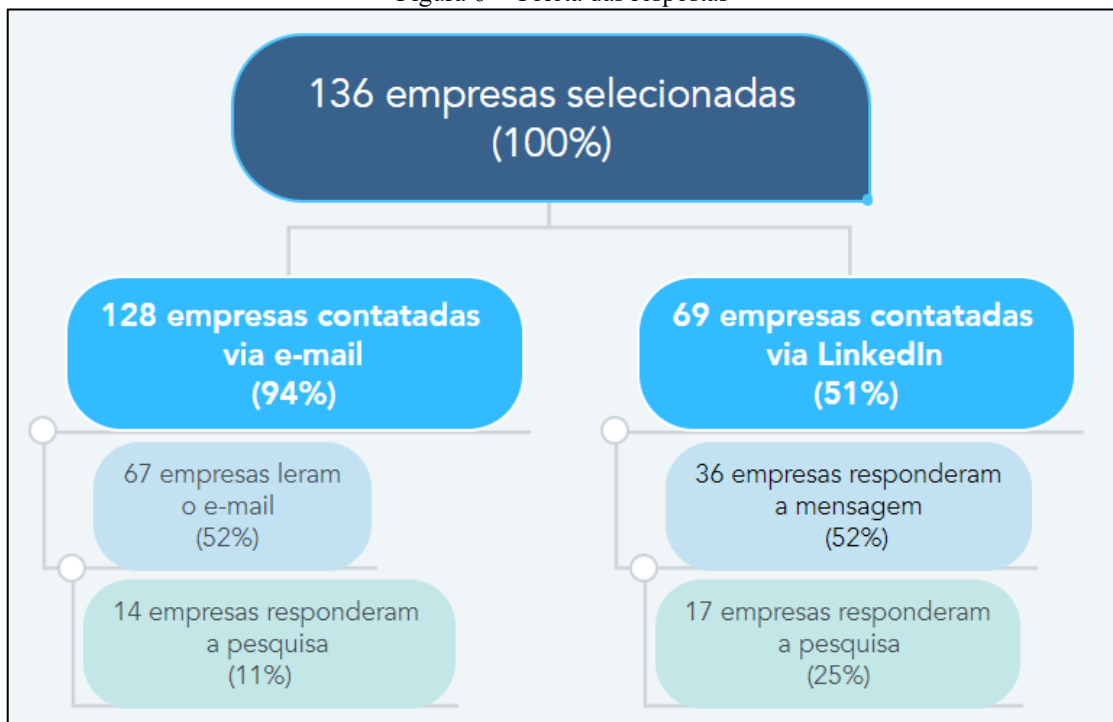 136 empresas selecionadas
(100%)
128 empresas contatadas
via e-mail
(94%)
67 empresas leram
o e-mail
(52%)
14 empresas responderam
a pesquisa
(11%)
69 empresas contatadas
via LinkedIn
(51%)
36 empresas responderam
a mensagem
(52%)
17 empresas responderam
a pesquisa
(25%)